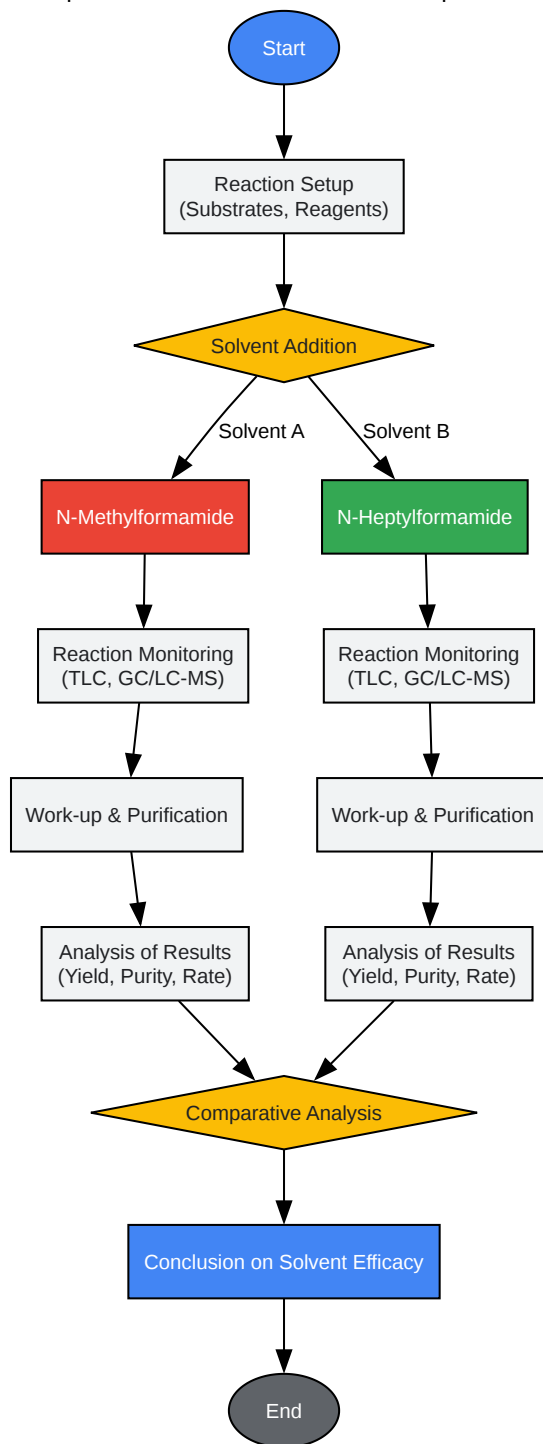 Start
Reaction Setup
(Substrates, Reagents)
Solvent Addition
Solvent A
Solvent B
N-Methylformamide
N-Heptylformamide
Reaction Monitoring
(TLC, GC/LC-MS)
Reaction Monitoring
(TLC, GC/LC-MS)
Work-up & Purification
Work-up & Purification
Analysis of Results
(Yield, Purity, Rate)
Analysis of Results
(Yield, Purity, Rate)
Comparative Analysis
Conclusion on Solvent Efficacy
End